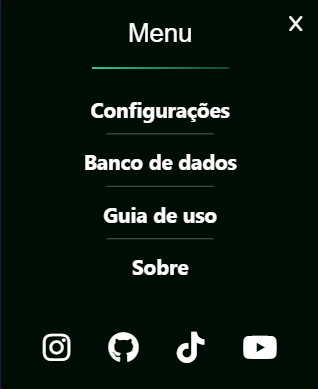 Menu
X
Configurações
Banco de dados
Guia de uso
Sobre